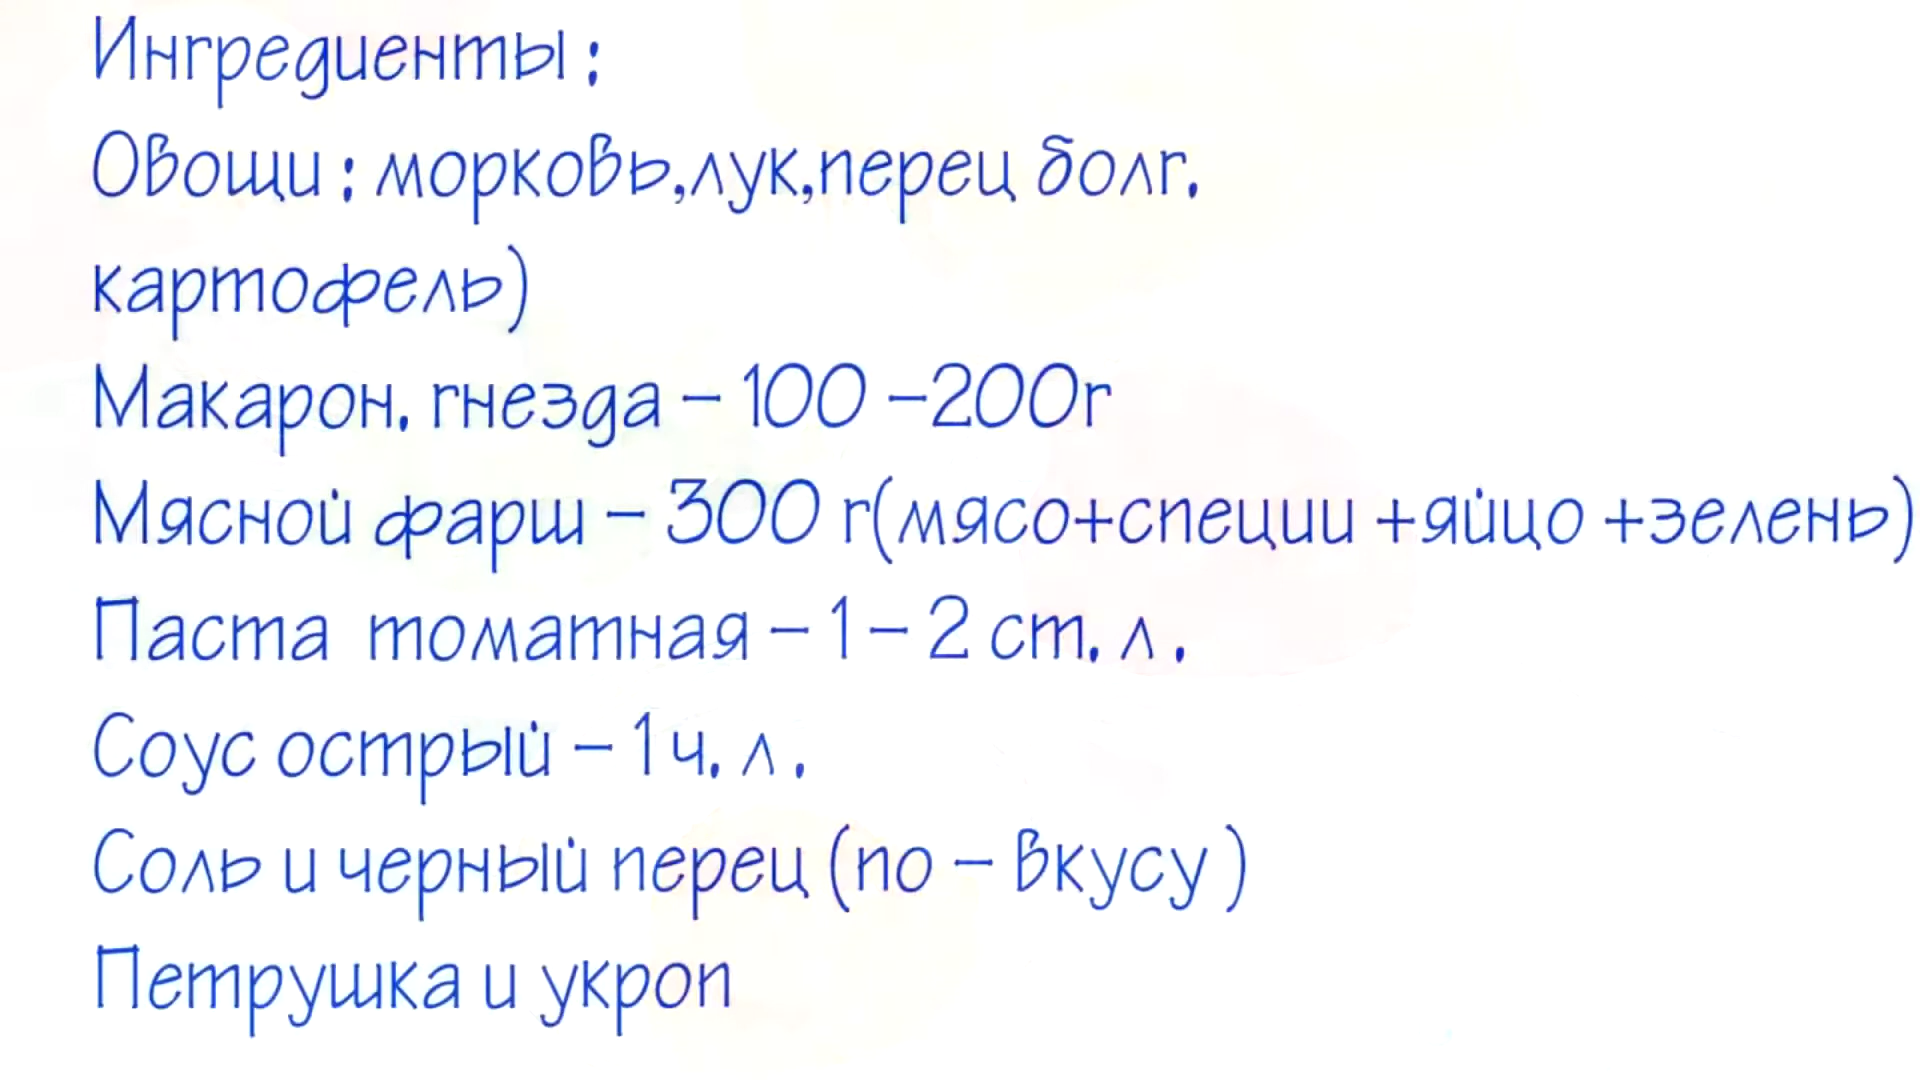 Ингредиенты :
Овощи : морковь,лук,перец болг.
картофель)
Макарон. гнезда – 100 –200г
Мясной фарш – 300 г(мясо+специи +яйцо +зелень)
Паста томатная – 1 – 2 ст. л .
Соус острый – 1 ч. л .
Соль и черный перец (по – вкусу )
Петрушка и укроп